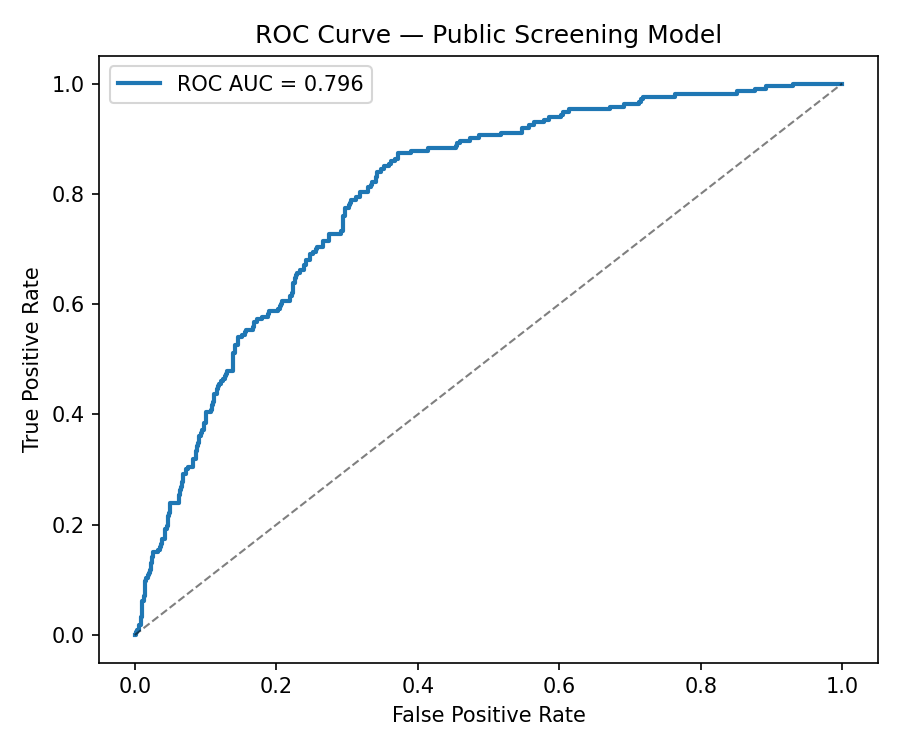 ROC Curve — Public Screening Model
ROC AUC = 0.796
True Positive Rate
1.0
0.8
0.6
0.4
0.2
0.0
0.0 0.2 0.4 0.6 0.8 1.0
False Positive Rate